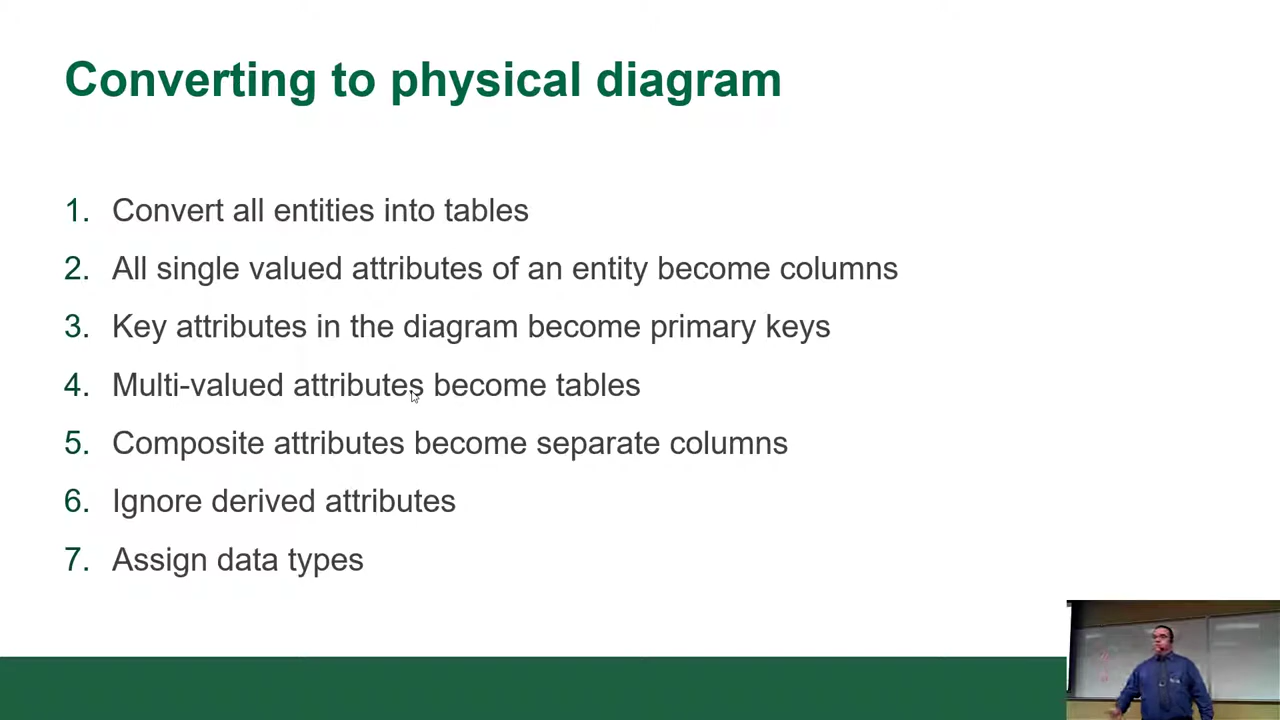 Converting to physical diagram
1. Convert all entities into tables
2. All single valued attributes of an entity become columns
3. Key attributes in the diagram become primary keys
4. Multi-valued attributes become tables
5. Composite attributes become separate columns
6. Ignore derived attributes
7. Assign data types